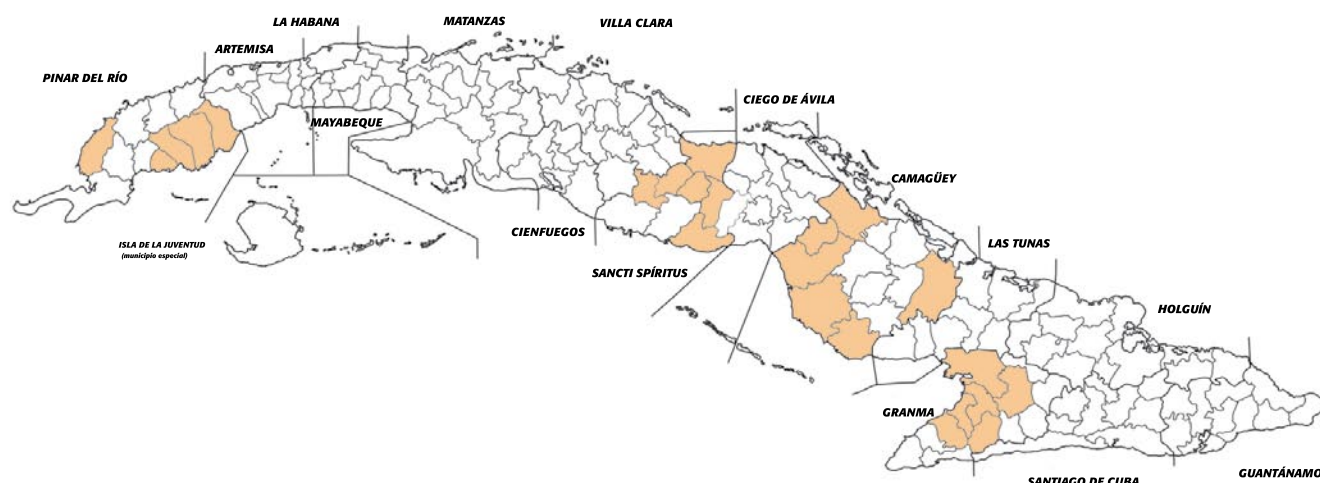 LA HABANA
MATANZAS
VILLA CLARA
ARTEMISA
PINAR DEL RÍO
CIEGO DE ÁVILA
MAYABEQUE
CAMAGÜEY
CIENFUEGOS
ISLA DE LA JUVENTUD
(municipio especial)
LAS TUNAS
SANCTI SPÍRITUS
HOLGUÍN
GRANMA
GUANTÁNAMO
SANTIAGO DE CUBA